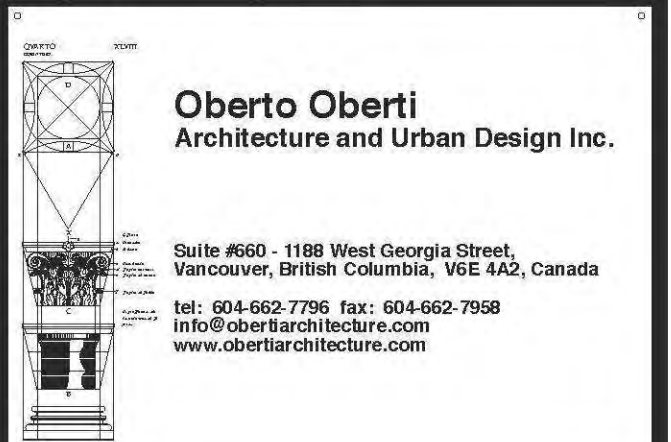 QVARTO
XLVIII.
D
A
Oberto Oberti
Architecture and Urban Design Inc.
Suite #660 - 1188 West Georgia Street,
Vancouver, British Columbia, V6E 4A2, Canada
C
tel: 604-662-7796 fax: 604-662-7958
info@obertiarchitecture.com
www.obertiarchitecture.com
B